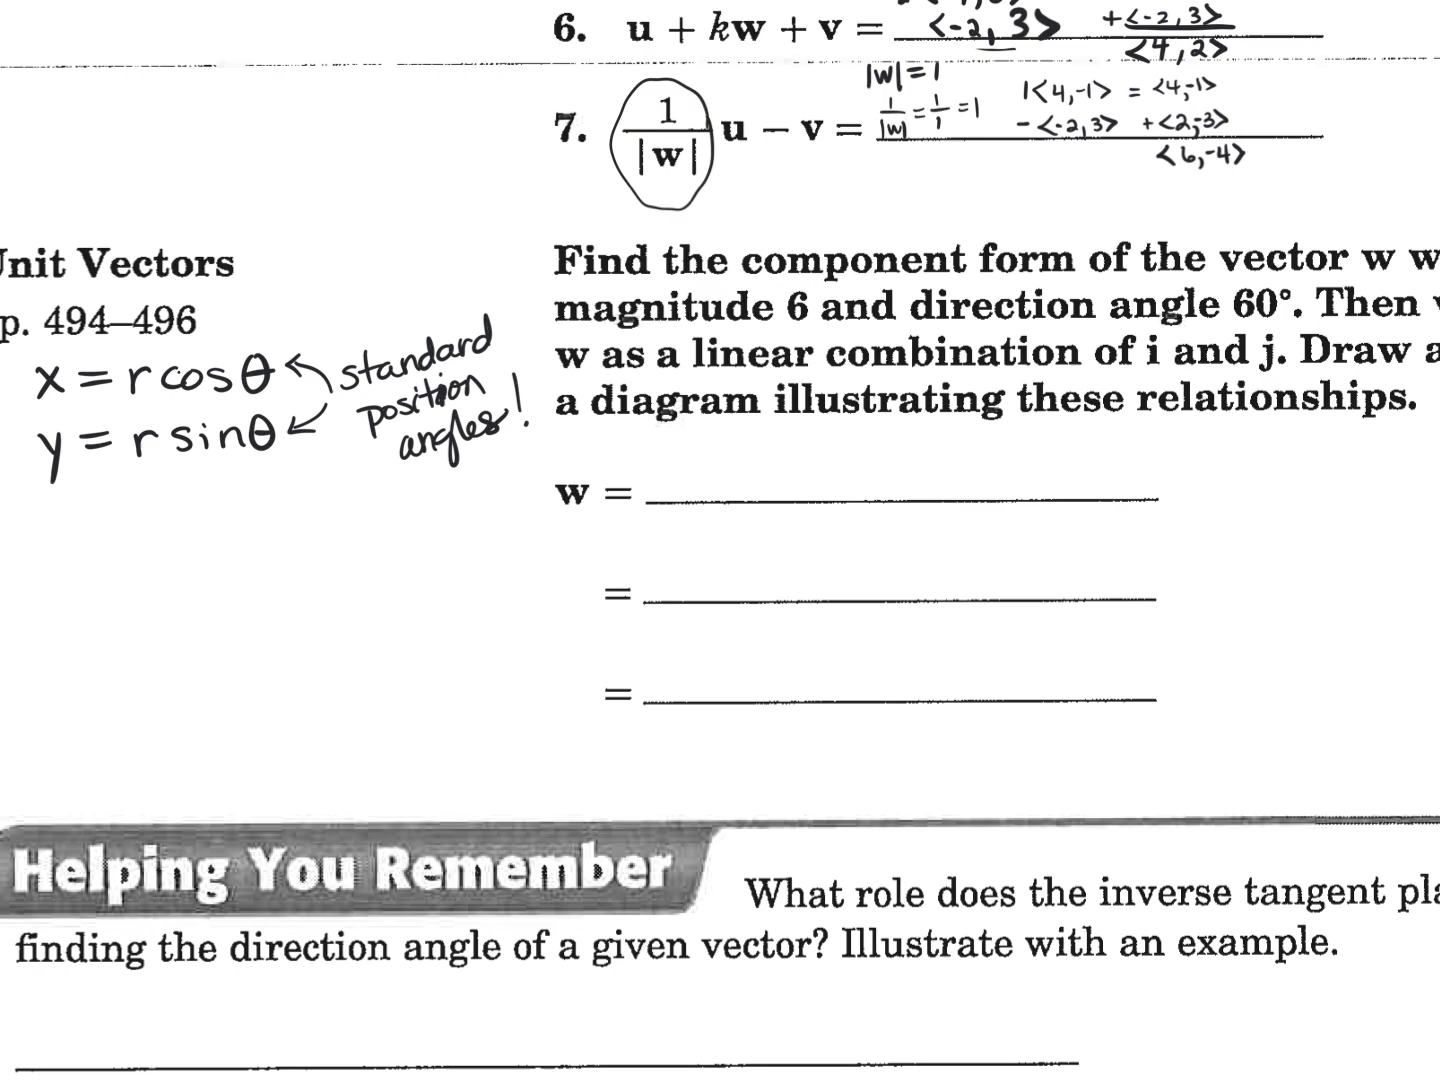 6. u + kw + v = <-2, 3> +<-2, 3>
<4, 2>
|w| = 1
7. 1/|w| u − v = 1/|w| = 1/1 = 1 1<4,-1> = <4,-1>
-<-2,3> +<2,-3>
<6,-4>
Unit Vectors
p. 494–496
x = r cos θ
y = r sin θ
standard
position
angles!
Find the component form of the vector w w
magnitude 6 and direction angle 60°. Then
w as a linear combination of i and j. Draw a
a diagram illustrating these relationships.
w =
=
=
Helping You Remember
What role does the inverse tangent pla
finding the direction angle of a given vector? Illustrate with an example.